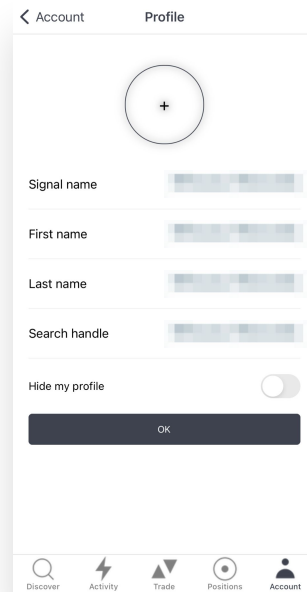 Account Profile
+
Signal name
First name
Last name
Search handle
Hide my profile
OK
Discover Activity Trade Positions Account